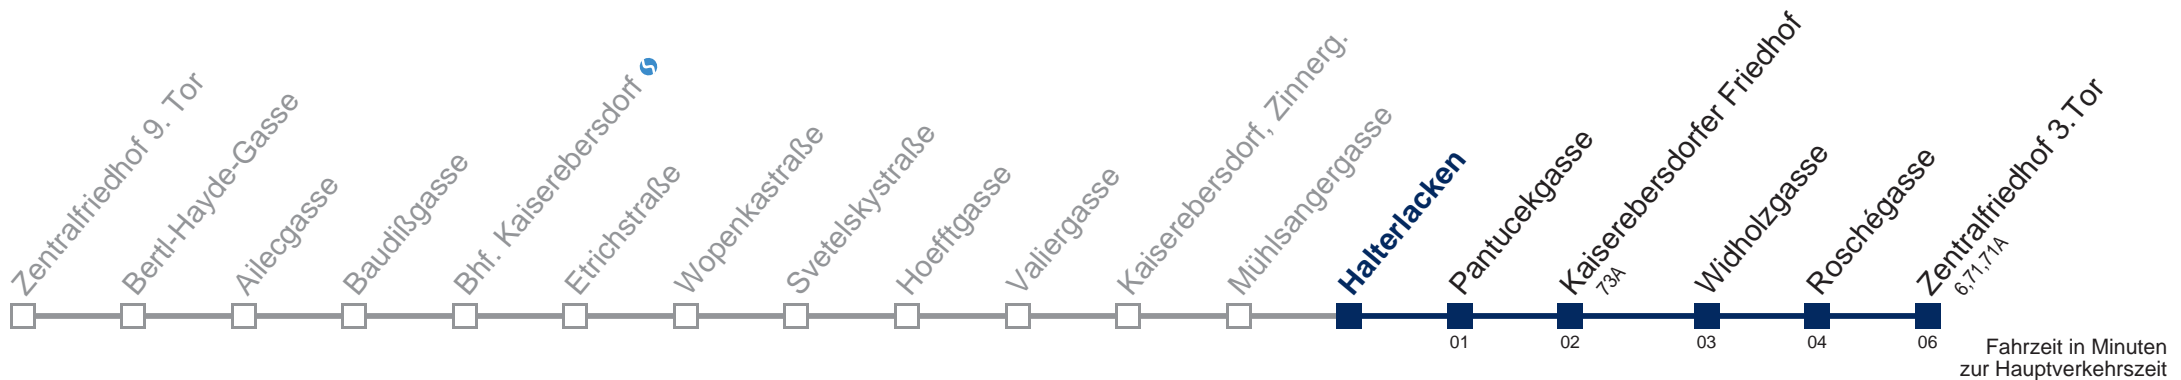 Zentralfriedhof 9. Tor
Bertl-Hayde-Gasse
Ailecgasse
Baudißgasse
Bhf. Kaiserebersdorf
Etrichstraße
Wopenkastraße
Svetelskystraße
Hoefftgasse
Valiergasse
Kaiserebersdorf, Zinnerg.
Mühlsangergasse
Halterlacken
Pantucekgasse
01
Kaiserebersdorfer Friedhof
73A
02
Widholzgasse
03
Roschégasse
04
Zentralfriedhof 3.Tor
6,71,71A
06
Fahrzeit in Minuten
zur Hauptverkehrszeit